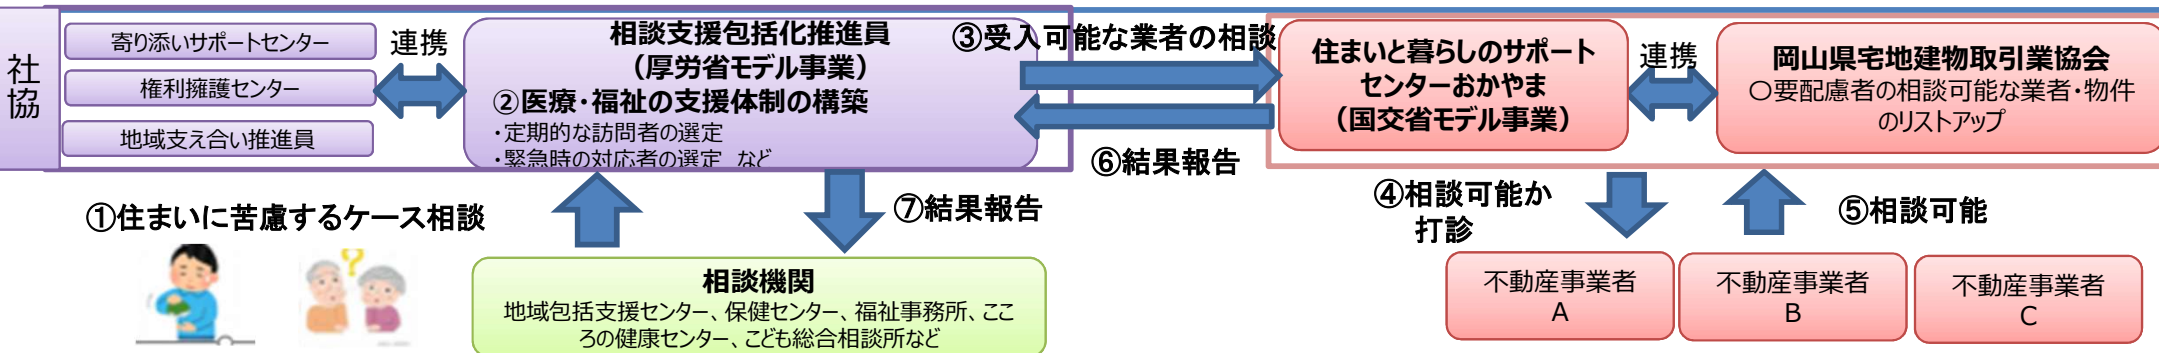 社
協
寄り添いサポートセンター
権利擁護センター
地域支え合い推進員
連携
相談支援包括化推進員
（厚労省モデル事業）
②医療・福祉の支援体制の構築
・定期的な訪問者の選定
・緊急時の対応者の選定 など
③受入可能な業者の相談
⑥結果報告
住まいと暮らしのサポート
センターおかやま
（国交省モデル事業）
連携
岡山県宅地建物取引業協会
○要配慮者の相談可能な業者・物件
のリストアップ
①住まいに苦慮するケース相談
⑦結果報告
④相談可能か
打診
⑤相談可能
相談機関
地域包括支援センター、保健センター、福祉事務所、ここ
ろの健康センター、こども総合相談所など
不動産事業者
A
不動産事業者
B
不動産事業者
C